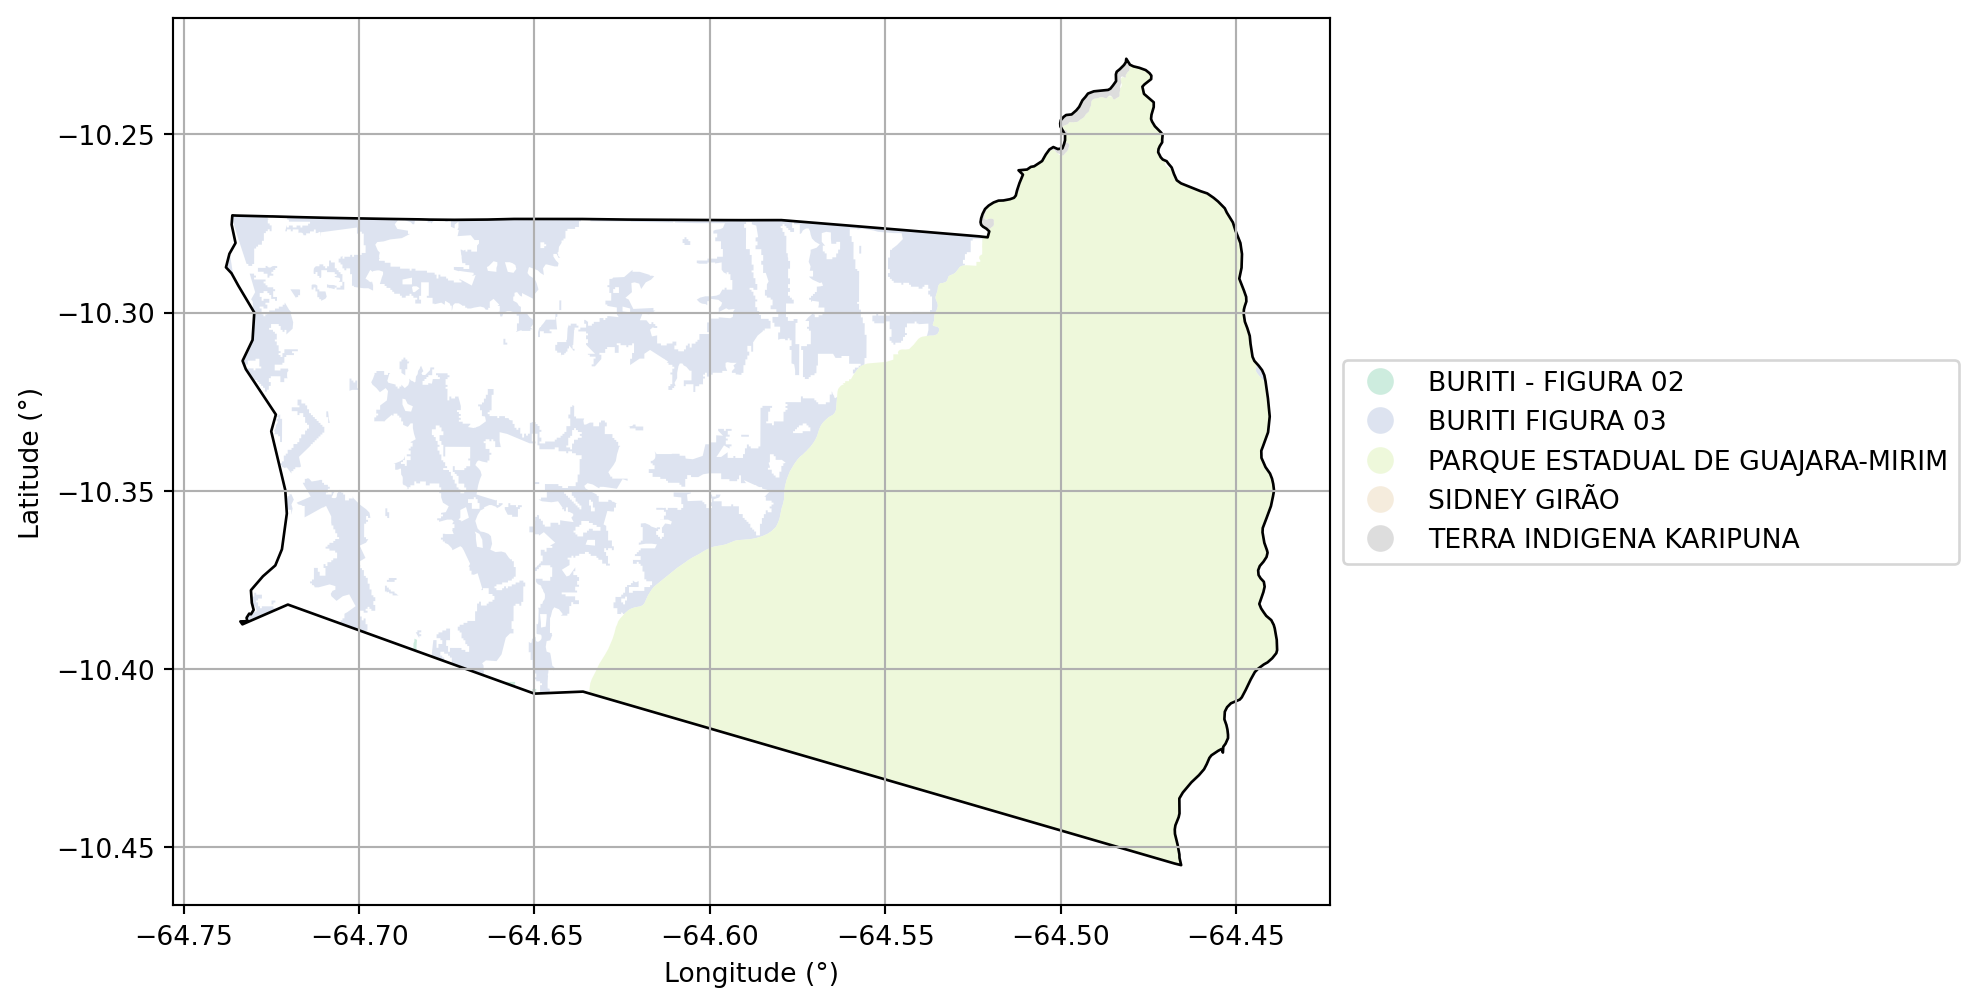 −10.25
−10.30
−10.35
−10.40
−10.45
Latitude (°)
−64.75
−64.70
−64.65
−64.60
−64.55
−64.50
−64.45
Longitude (°)
BURITI - FIGURA 02
BURITI FIGURA 03
PARQUE ESTADUAL DE GUAJARA-MIRIM
SIDNEY GIRÃO
TERRA INDIGENA KARIPUNA